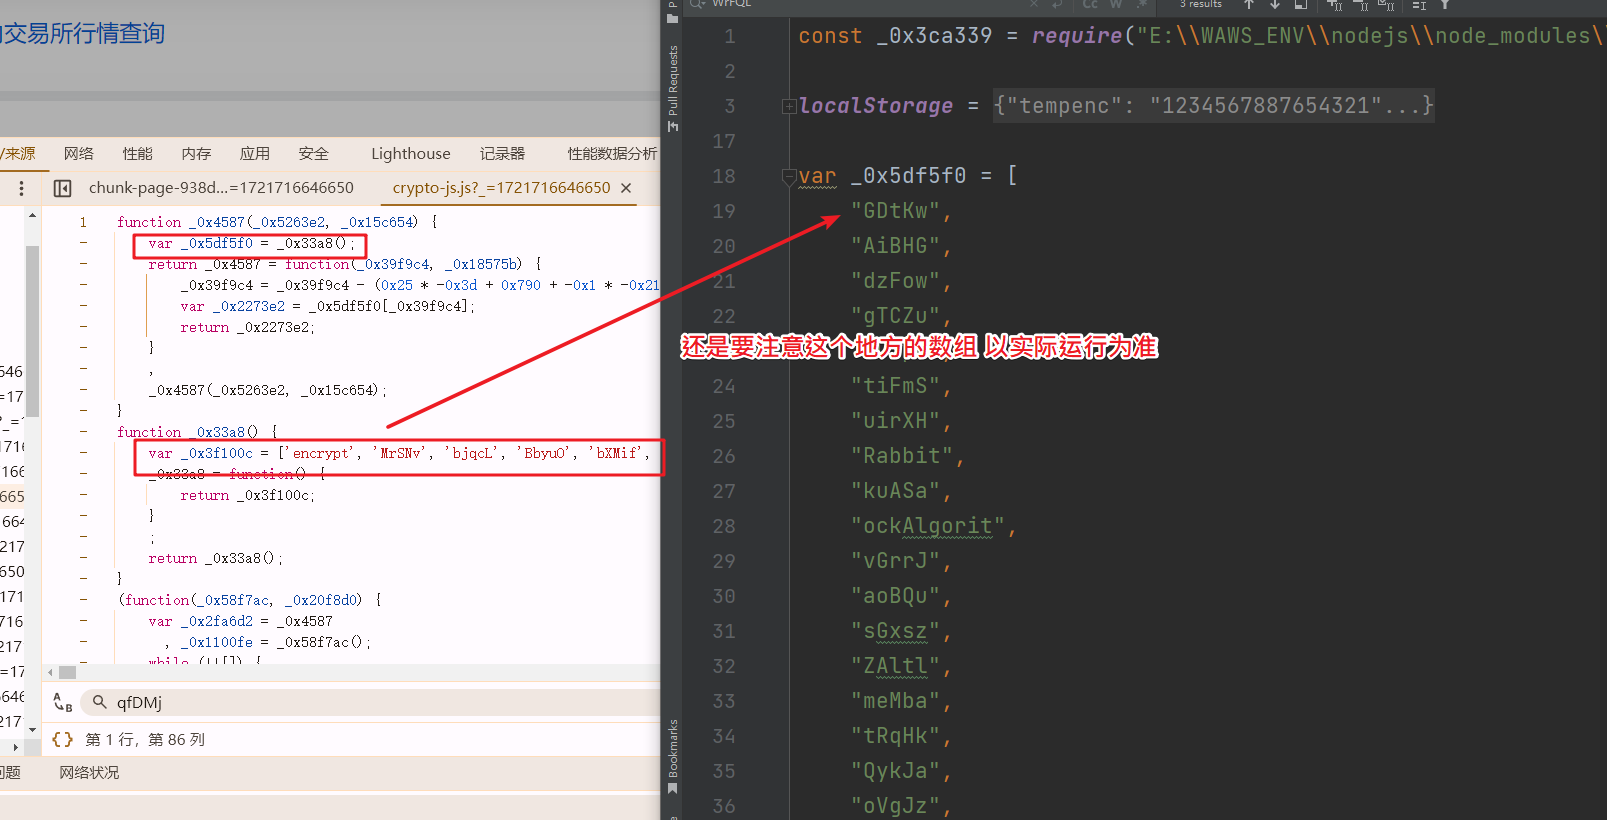 交易所行情查询
/来源 网络 性能 内存 应用 安全 Lighthouse 记录器 性能数据分析
chunk-page-938d...=1721716646650 crypto-js.js?_=1721716646650 ×
1 function _0x4587(_0x5263e2, _0x15c654) {
- var _0x5df5f0 = _0x33a8();
- return _0x4587 = function(_0x39f9c4, _0x18575b) {
- _0x39f9c4 = _0x39f9c4 - (0x25 * -0x3d + 0x790 + -0x1 * -0x21
- var _0x2273e2 = _0x5df5f0[_0x39f9c4];
- return _0x2273e2;
- }
- ,
- _0x4587(_0x5263e2, _0x15c654);
- }
- function _0x33a8() {
- var _0x3f100c = ['encrypt', 'MrSNv', 'bjqcL', 'BbyuO', 'bXMif',
- _0x33a8 = function() {
- return _0x3f100c;
- }
- ;
- return _0x33a8();
- }
- (function(_0x58f7ac, _0x20f8d0) {
- var _0x2fa6d2 = _0x4587
- , _0x1100fe = _0x58f7ac();
- while (!![]) {
qfDMj
{} 第 1 行，第 86 列
问题 网络状况
646
=17
?_=1
1716
166
665
1664
217
650
171
716
217
=17
646
217
WrFQL
3 results
Cc W .*
Pull Requests
Bookmarks
1 const _0x3ca339 = require("E:\\WAWS_ENV\\nodejs\\node_modules\
2
3 localStorage = {"tempenc": "1234567887654321"...}
17
18 var _0x5df5f0 = [
19 "GDtKw",
20 "AiBHG",
21 "dzFow",
22 "gTCZu",
还是要注意这个地方的数组 以实际运行为准
24 "tiFmS",
25 "uirXH",
26 "Rabbit",
27 "kuASa",
28 "ockAlgorit",
29 "vGrrJ",
30 "aoBQu",
31 "sGxsz",
32 "ZAltl",
33 "meMba",
34 "tRqHk",
35 "QykJa",
36 "oVgJz",